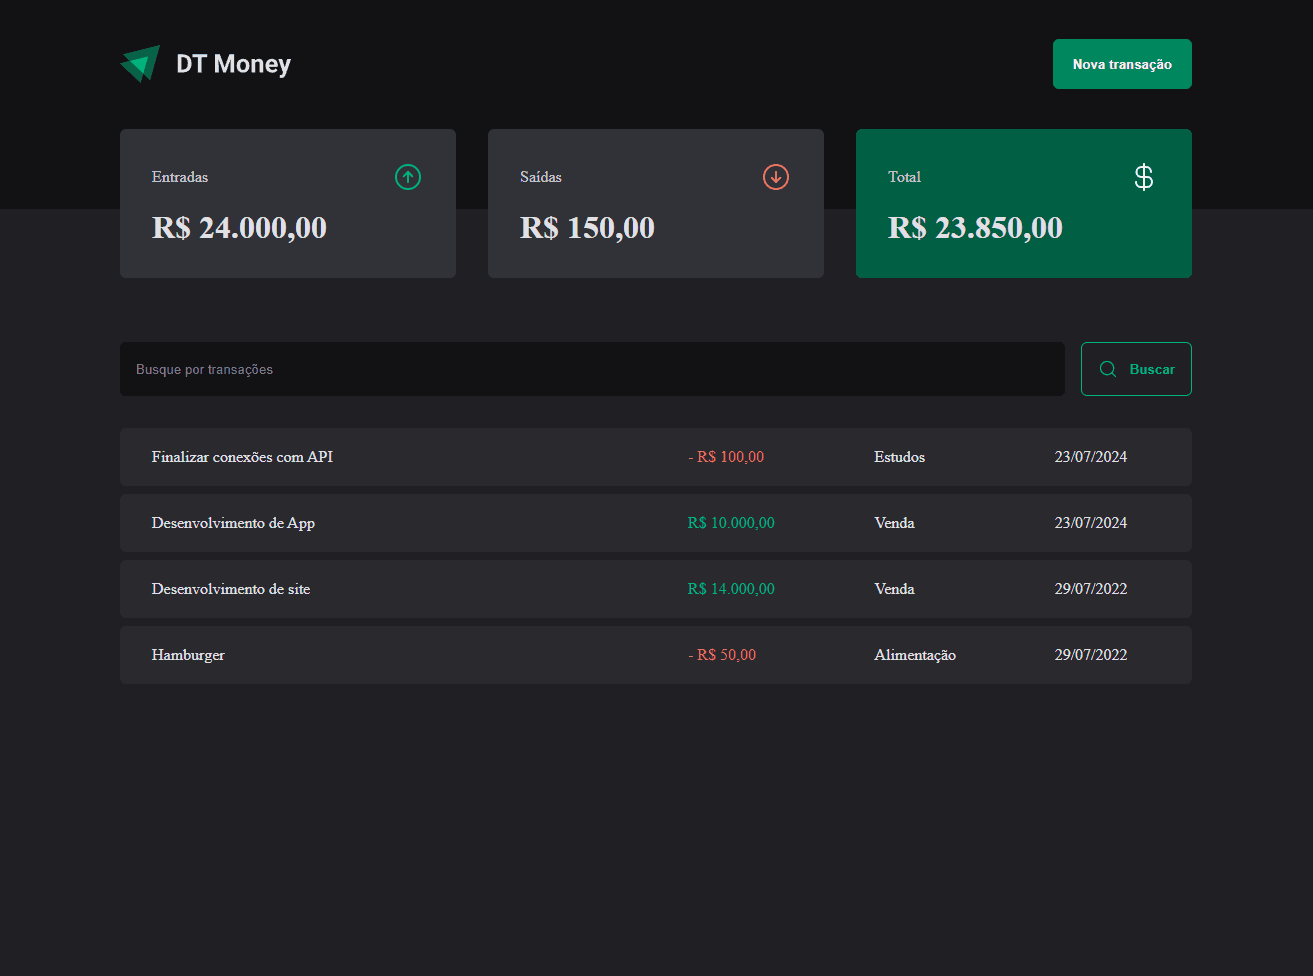 DT Money
Nova transação
Entradas
R$ 24.000,00
Saídas
R$ 150,00
Total
$
R$ 23.850,00
Busque por transações
Buscar
Finalizar conexões com API - R$ 100,00 Estudos 23/07/2024
Desenvolvimento de App R$ 10.000,00 Venda 23/07/2024
Desenvolvimento de site R$ 14.000,00 Venda 29/07/2022
Hamburger - R$ 50,00 Alimentação 29/07/2022